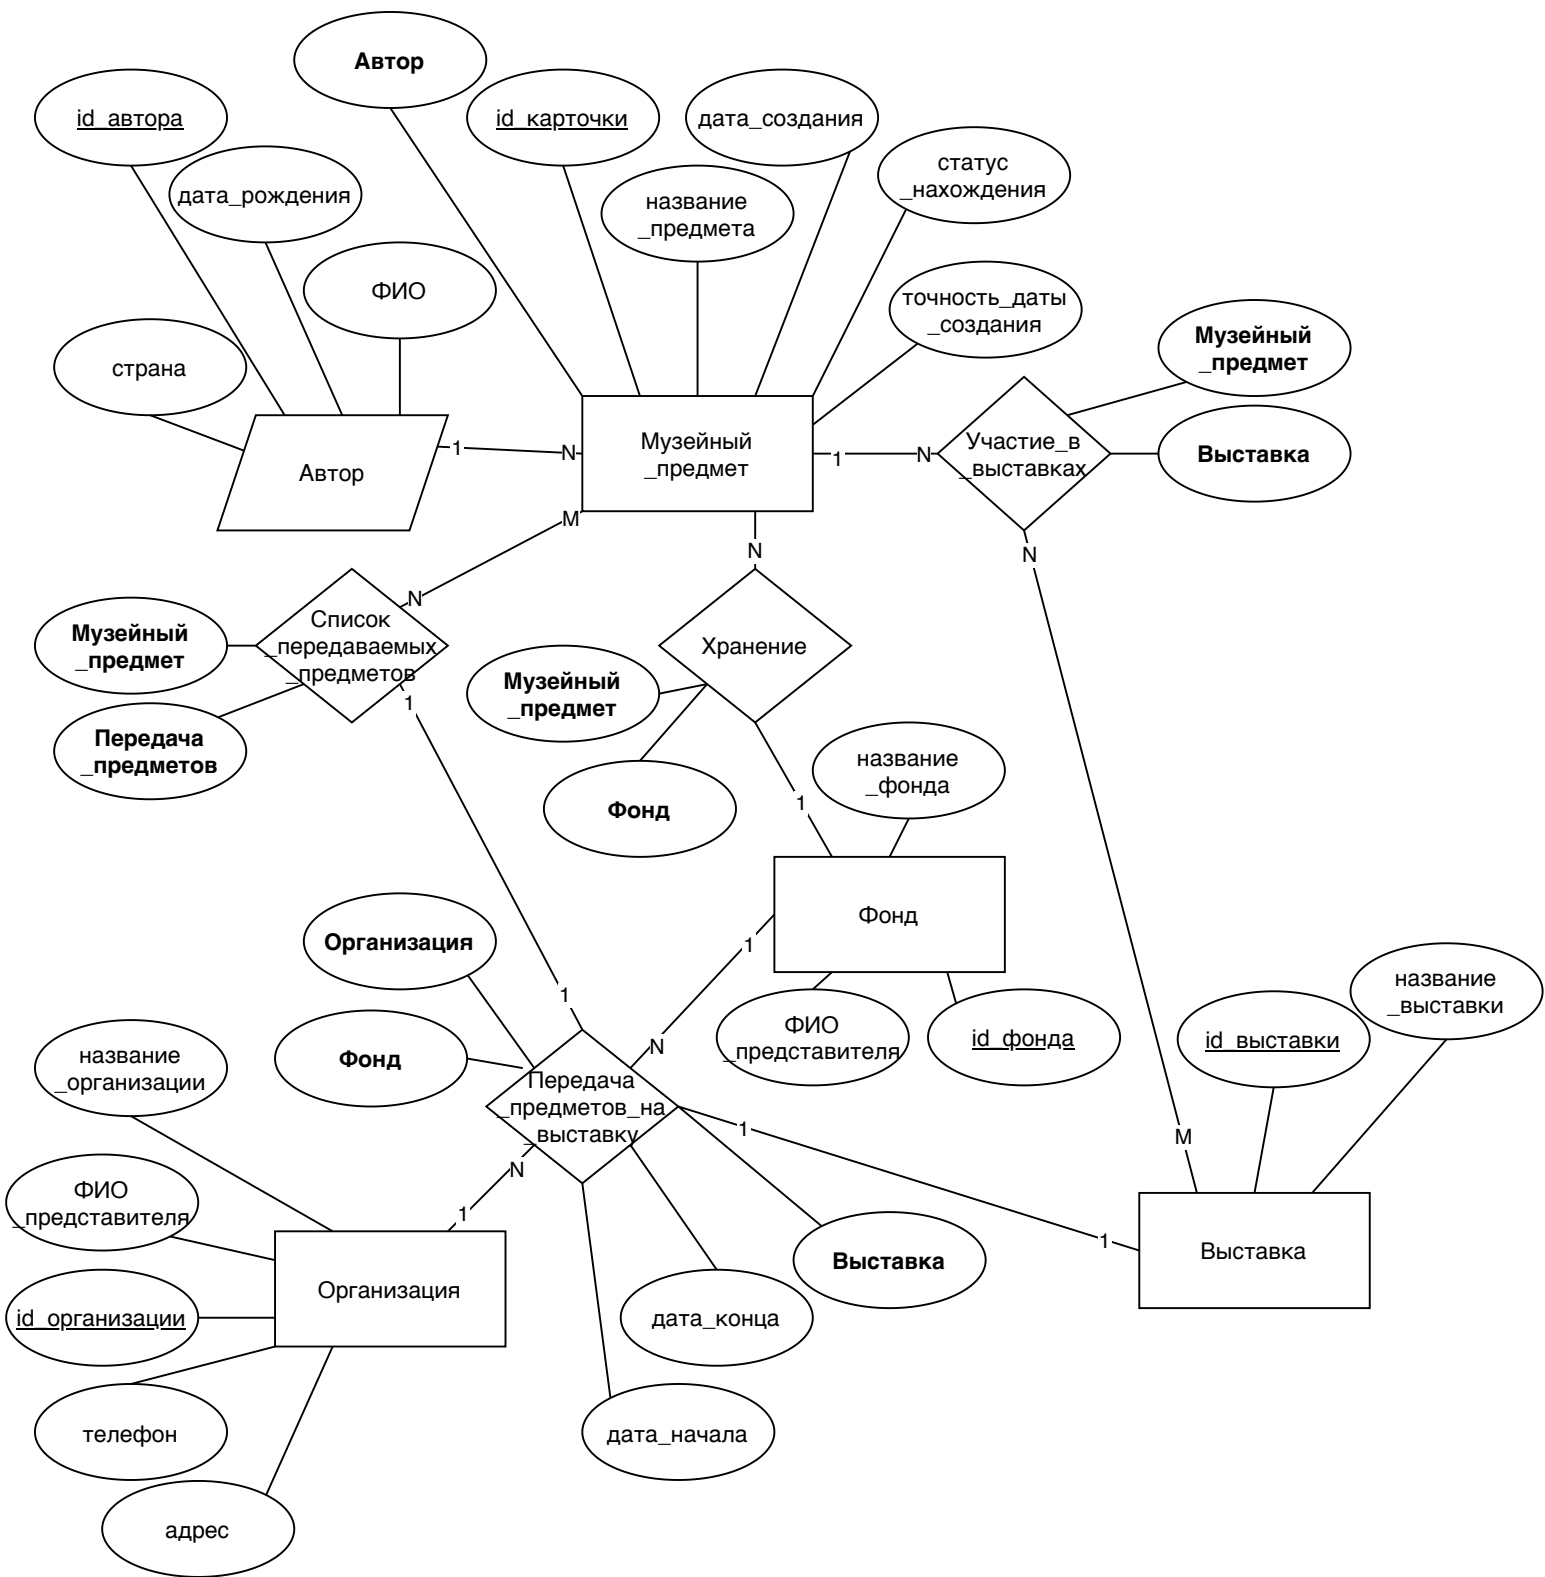 Автор
id_автора
id_карточки
дата_создания
статус
_нахождения
дата_рождения
название
_предмета
ФИО
точность_даты
_создания
Музейный
_предмет
страна
Автор
1
N
Музейный
_предмет
1
N
Участие_в
_выставках
Выставка
M
N
N
N
Музейный
_предмет
Список
_передаваемых
_предметов
Хранение
Музейный
_предмет
1
Передача
_предметов
Фонд
1
название
_фонда
Фонд
Организация
1
1
название
_выставки
ФИО
_представителя
id_фонда
id_выставки
N
название
_организации
Фонд
Передача
_предметов_на
_выставку
1
M
N
1
ФИО
_представителя
1
Выставка
Выставка
Организация
id_организации
дата_конца
телефон
дата_начала
адрес